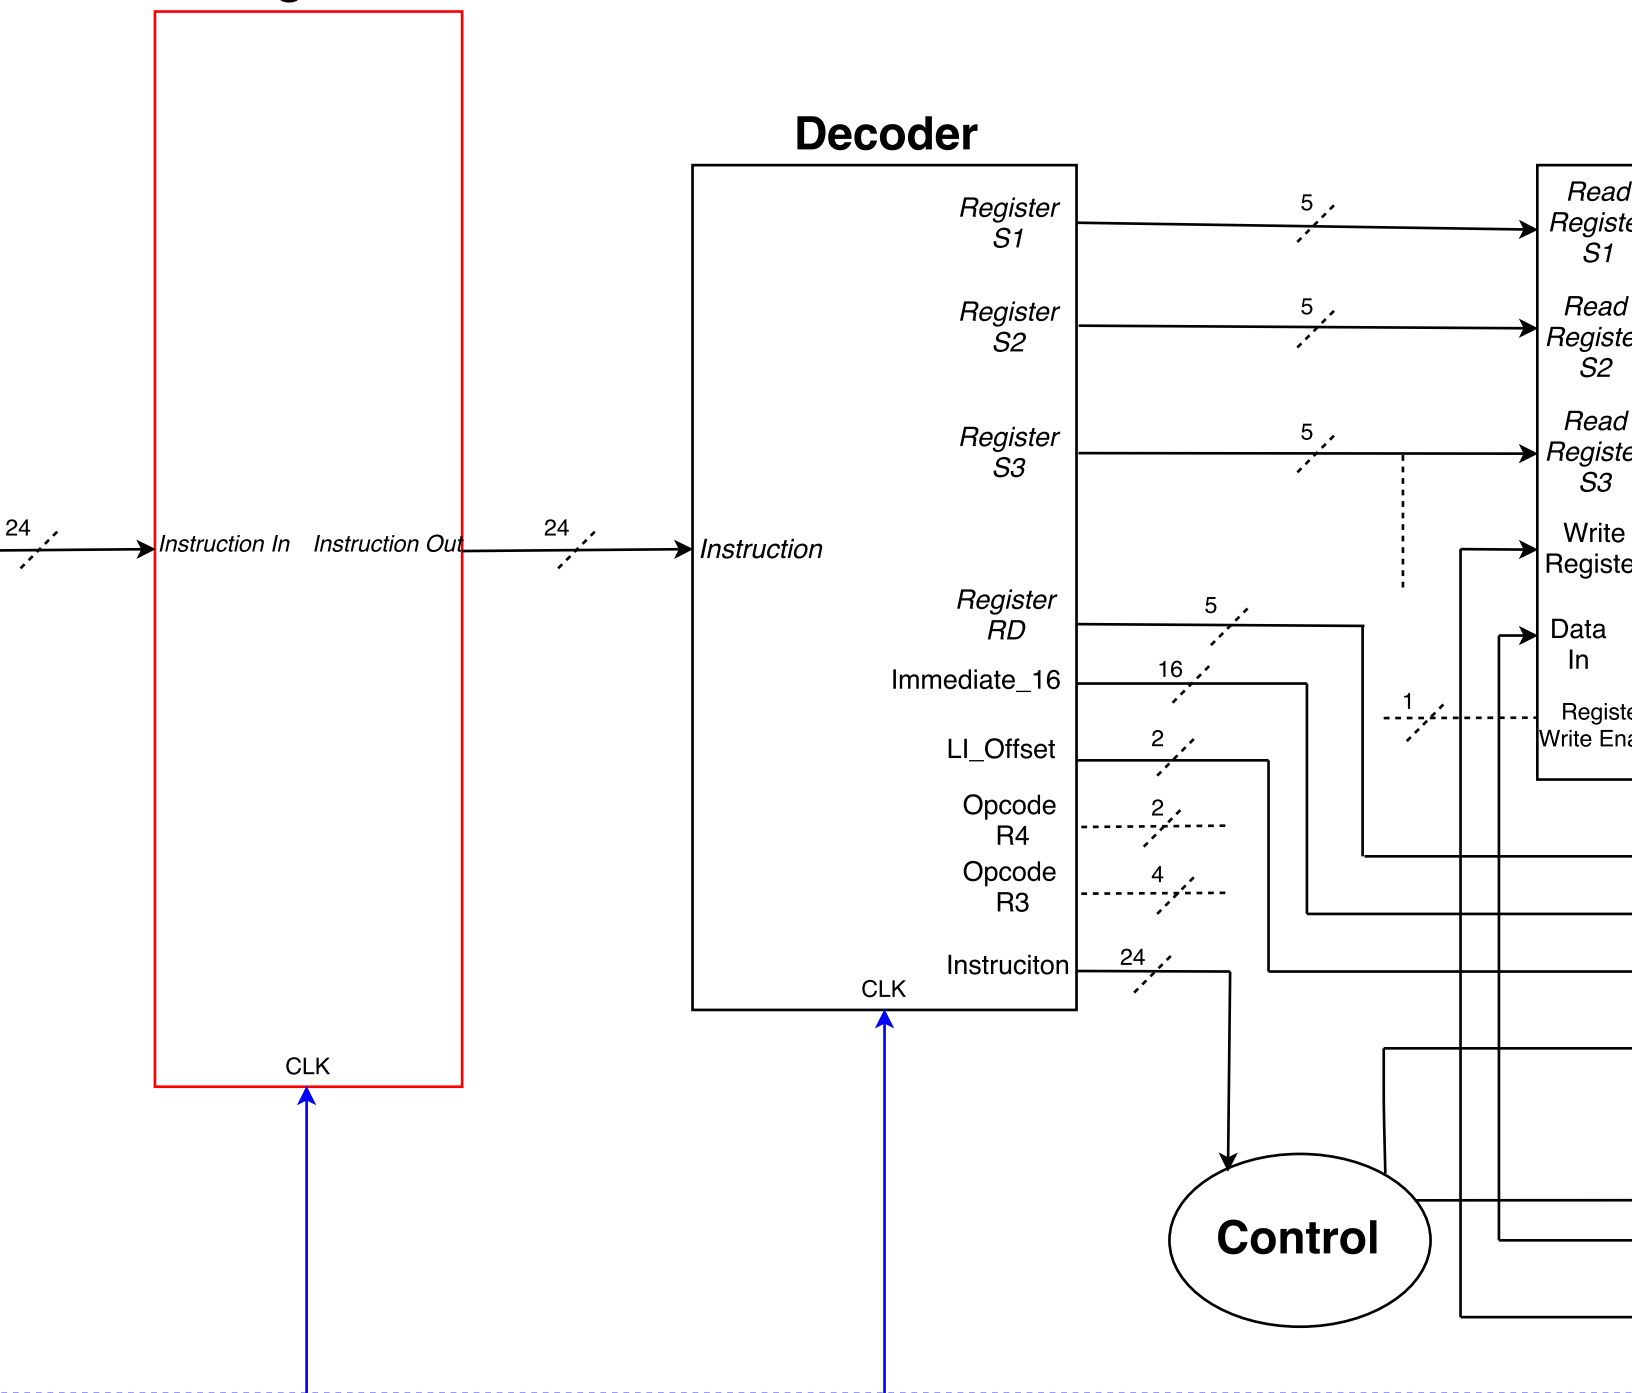 Decoder
Register
S1
5
Read
S1
Register
S2
5
Read
S2
Register
S3
5
Read
S3
24
Instruction In
Instruction Out
24
Instruction
Write
Register
RD
5
Data
In
Immediate_16
16
1
Write
LI_Offset
2
Opcode
R4
2
Opcode
R3
4
Instruciton
24
CLK
CLK
Control